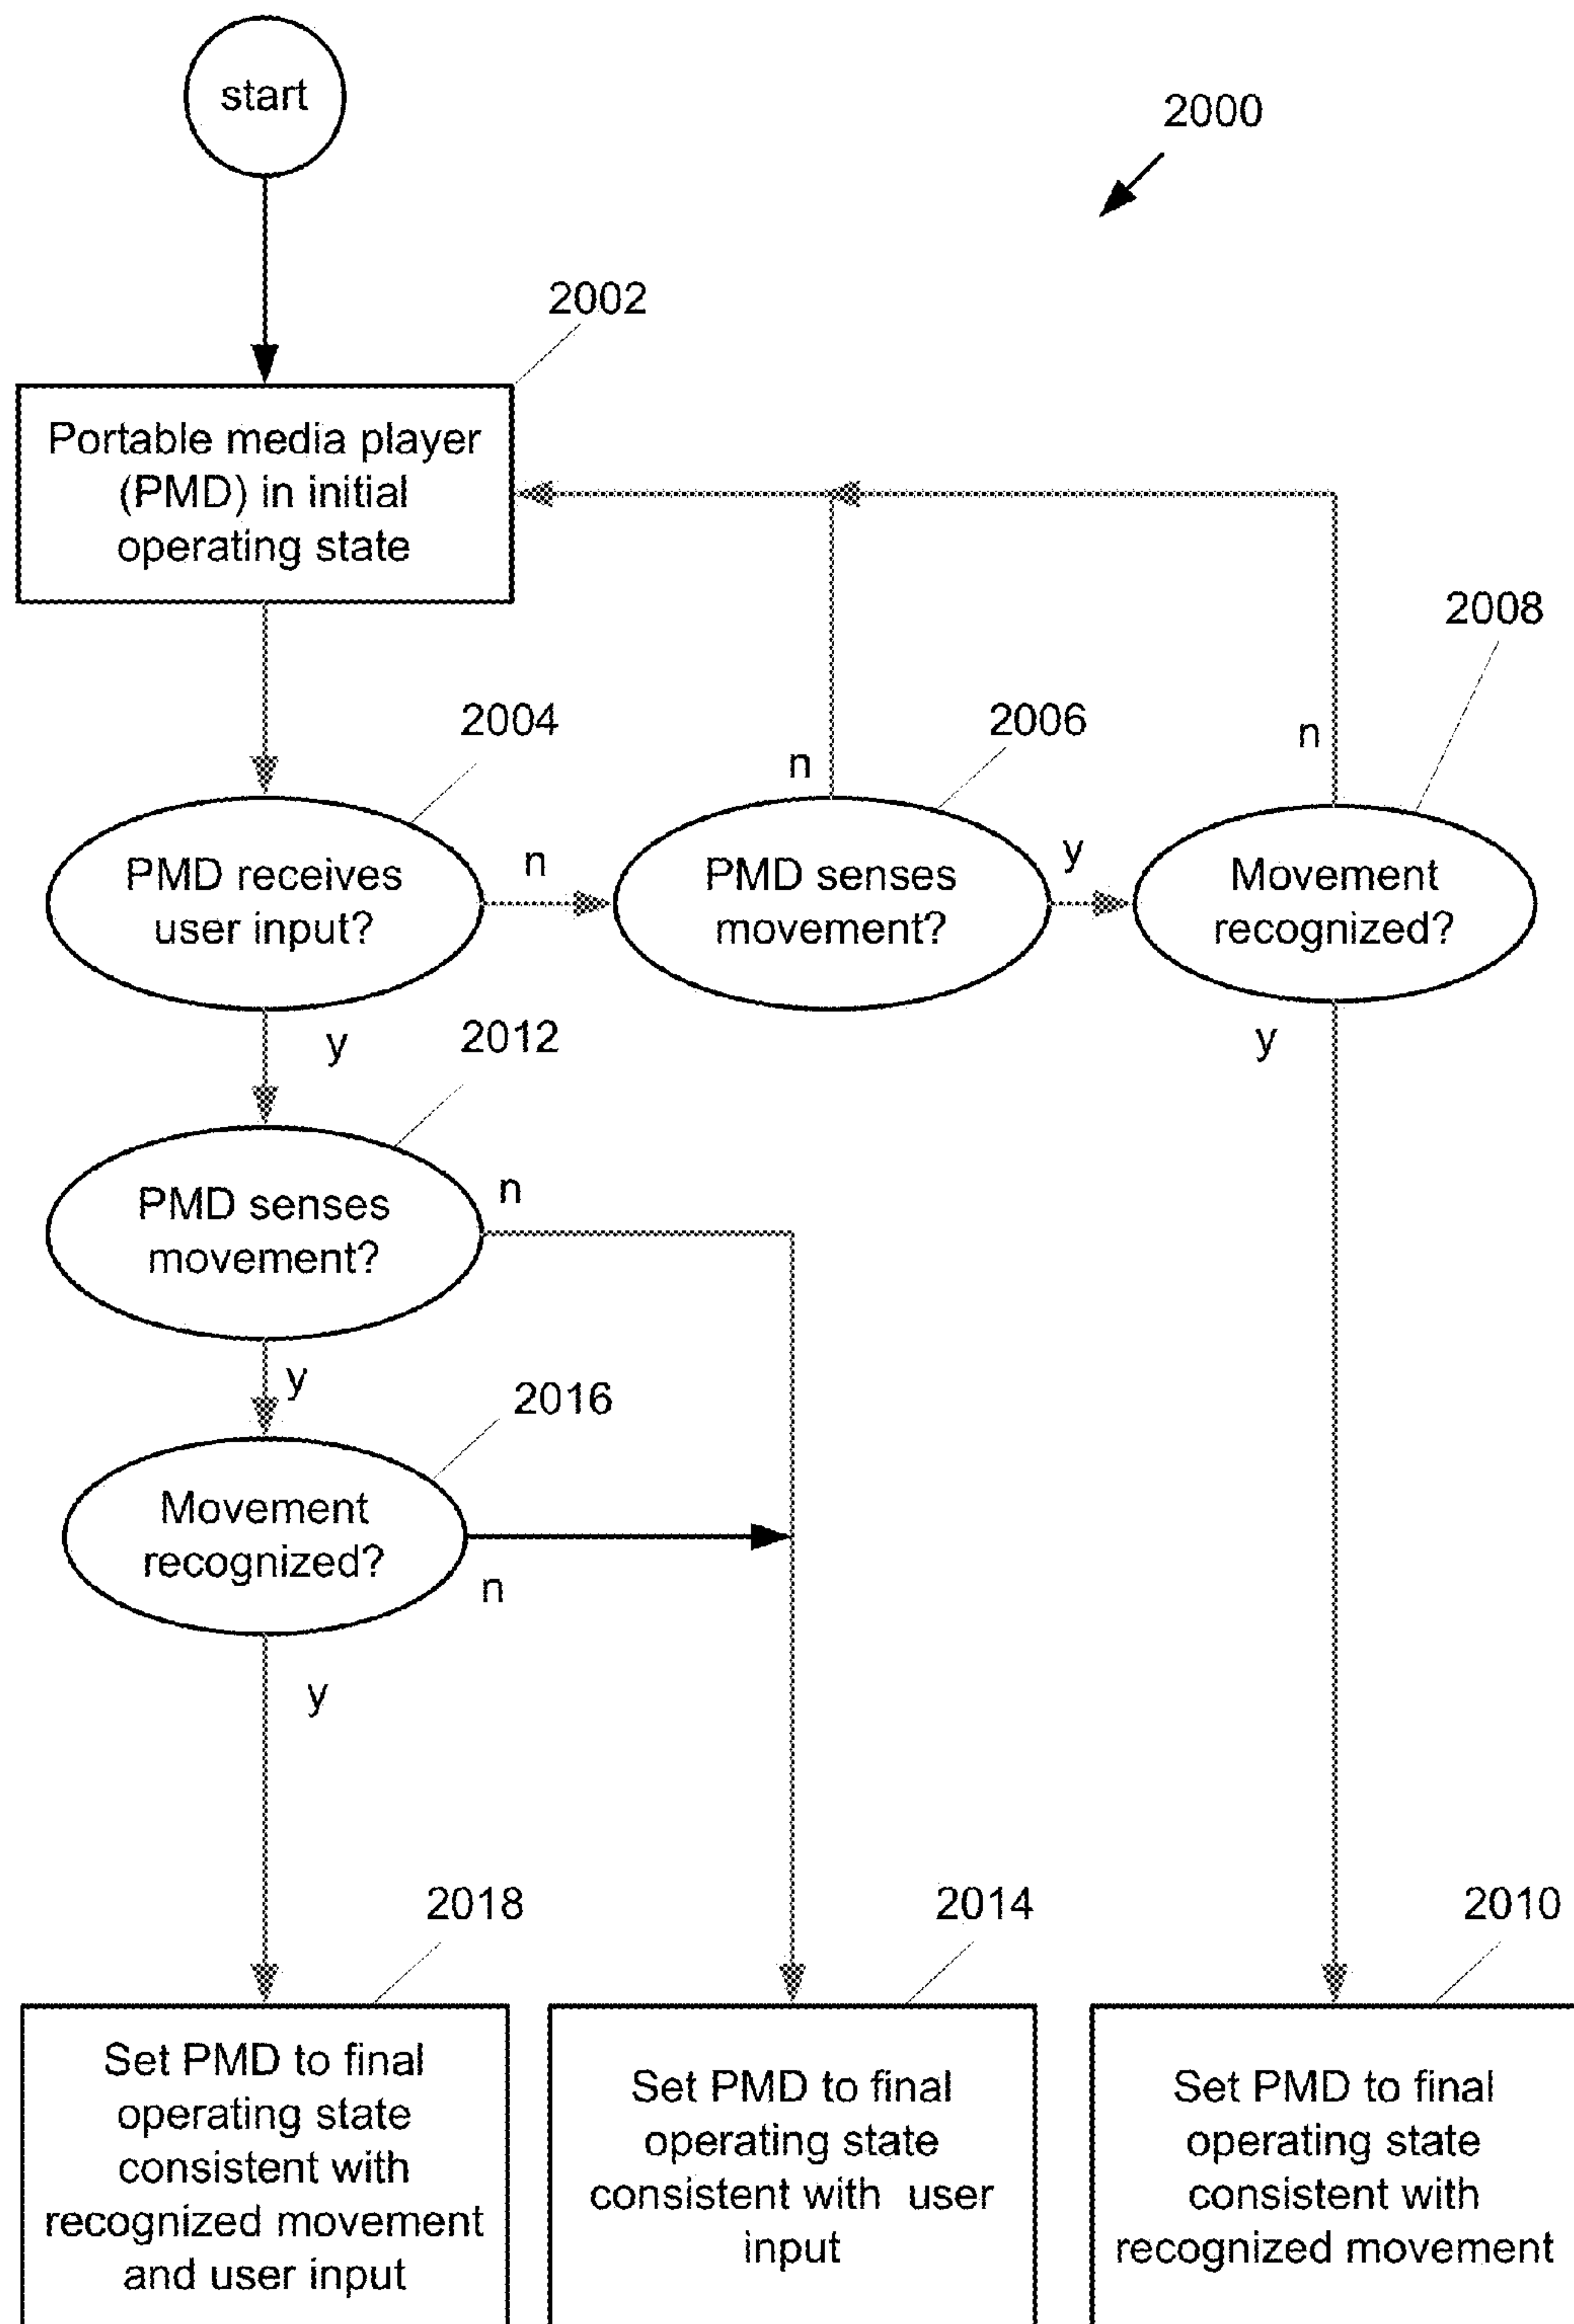 start
2000
2002
Portable media player
(PMD) in initial
operating state
2008
2004
2006
n
n
PMD receives
user input?
n
PMD senses
movement?
y
Movement
recognized?
y
2012
y
PMD senses
movement?
n
y
2016
Movement
recognized?
n
y
2018
2014
2010
Set PMD to final
operating state
consistent with
recognized movement
and user input
Set PMD to final
operating state
consistent with user
input
Set PMD to final
operating state
consistent with
recognized movement